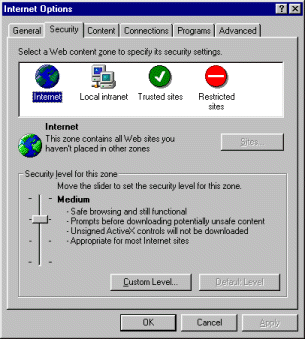 Internet Options
General Security Content Connections Programs Advanced
Select a Web content zone to specify its security settings.
Internet Local intranet Trusted sites Restricted
sites
Internet
This zone contains all Web sites you
haven't placed in other zones
Sites...
Security level for this zone
Move the slider to set the security level for this zone.
Medium
- Safe browsing and still functional
- Prompts before downloading potentially unsafe content
- Unsigned ActiveX controls will not be downloaded
- Appropriate for most Internet sites
Custom Level... Default Level
OK Cancel Apply